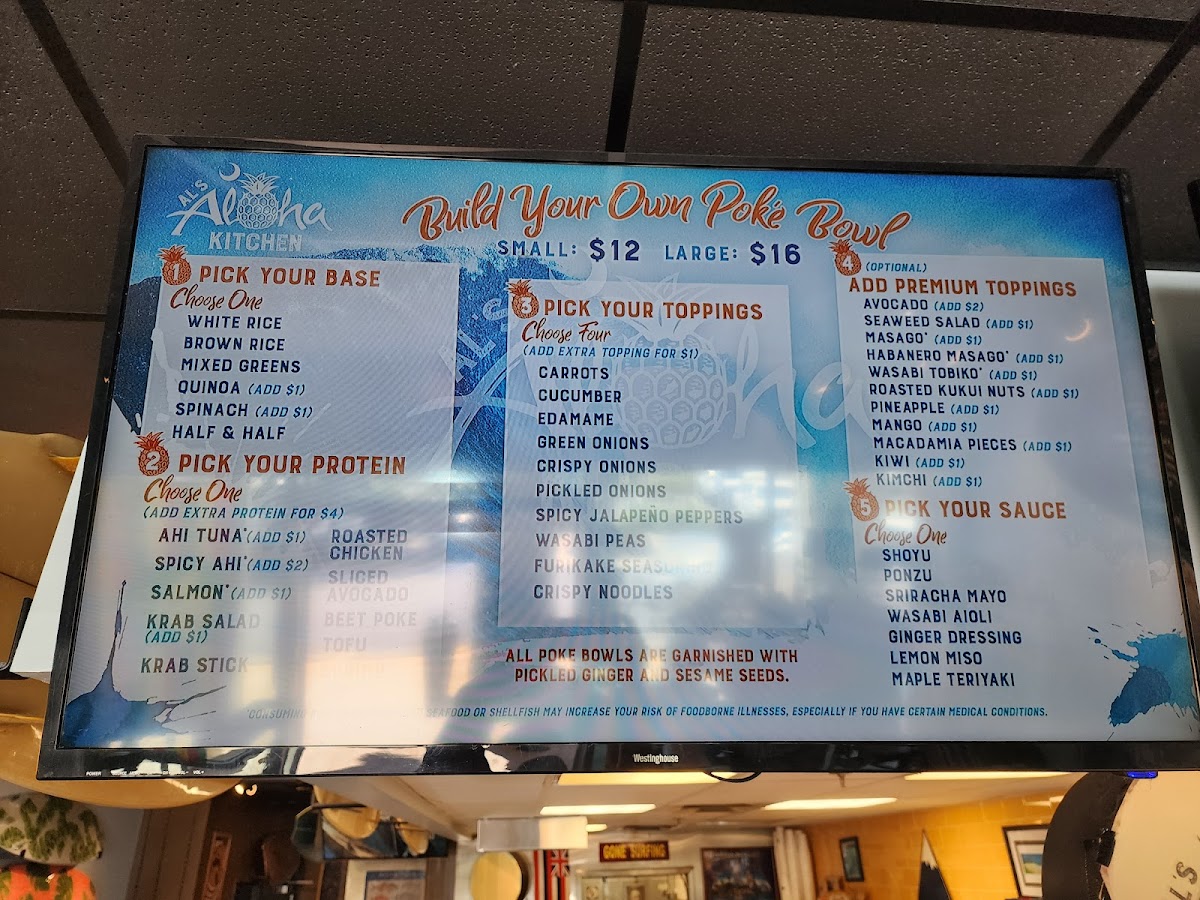 AL'S
Aloha
KITCHEN
Build Your Own Poké Bowl
SMALL: $12 LARGE: $16
1 PICK YOUR BASE
Choose One
WHITE RICE
BROWN RICE
MIXED GREENS
QUINOA (ADD $1)
SPINACH (ADD $1)
HALF & HALF
2 PICK YOUR PROTEIN
Choose One
(ADD EXTRA PROTEIN FOR $4)
AHI TUNA* (ADD $1)
SPICY AHI* (ADD $2)
SALMON* (ADD $1)
KRAB SALAD
(ADD $1)
KRAB STICK
ROASTED
CHICKEN
SLICED
AVOCADO
BEET POKE
TOFU
3 PICK YOUR TOPPINGS
Choose Four
(ADD EXTRA TOPPING FOR $1)
CARROTS
CUCUMBER
EDAMAME
GREEN ONIONS
CRISPY ONIONS
PICKLED ONIONS
SPICY JALAPEÑO PEPPERS
WASABI PEAS
FURIKAKE SEASONING
CRISPY NOODLES
ALL POKE BOWLS ARE GARNISHED WITH
PICKLED GINGER AND SESAME SEEDS.
4 (OPTIONAL)
ADD PREMIUM TOPPINGS
AVOCADO (ADD $2)
SEAWEED SALAD (ADD $1)
MASAGO* (ADD $1)
HABANERO MASAGO* (ADD $1)
WASABI TOBIKO* (ADD $1)
ROASTED KUKUI NUTS (ADD $1)
PINEAPPLE (ADD $1)
MANGO (ADD $1)
MACADAMIA PIECES (ADD $1)
KIWI (ADD $1)
KIMCHI (ADD $1)
5 PICK YOUR SAUCE
Choose One
SHOYU
PONZU
SRIRACHA MAYO
WASABI AIOLI
GINGER DRESSING
LEMON MISO
MAPLE TERIYAKI
*CONSUMING SEAFOOD OR SHELLFISH MAY INCREASE YOUR RISK OF FOODBORNE ILLNESSES, ESPECIALLY IF YOU HAVE CERTAIN MEDICAL CONDITIONS.
Westinghouse
POWER
VOL+
GONE SURFING